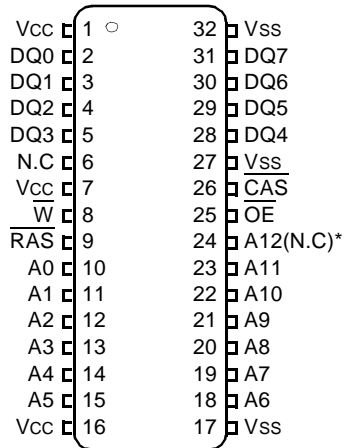 Vcc 1 32 Vss
DQ0 2 31 DQ7
DQ1 3 30 DQ6
DQ2 4 29 DQ5
DQ3 5 28 DQ4
N.C 6 27 Vss
Vcc 7 26 C̅A̅S̅
W̅ 8 25 O̅E̅
R̅A̅S̅ 9 24 A12(N.C)*
A0 10 23 A11
A1 11 22 A10
A2 12 21 A9
A3 13 20 A8
A4 14 19 A7
A5 15 18 A6
Vcc 16 17 Vss